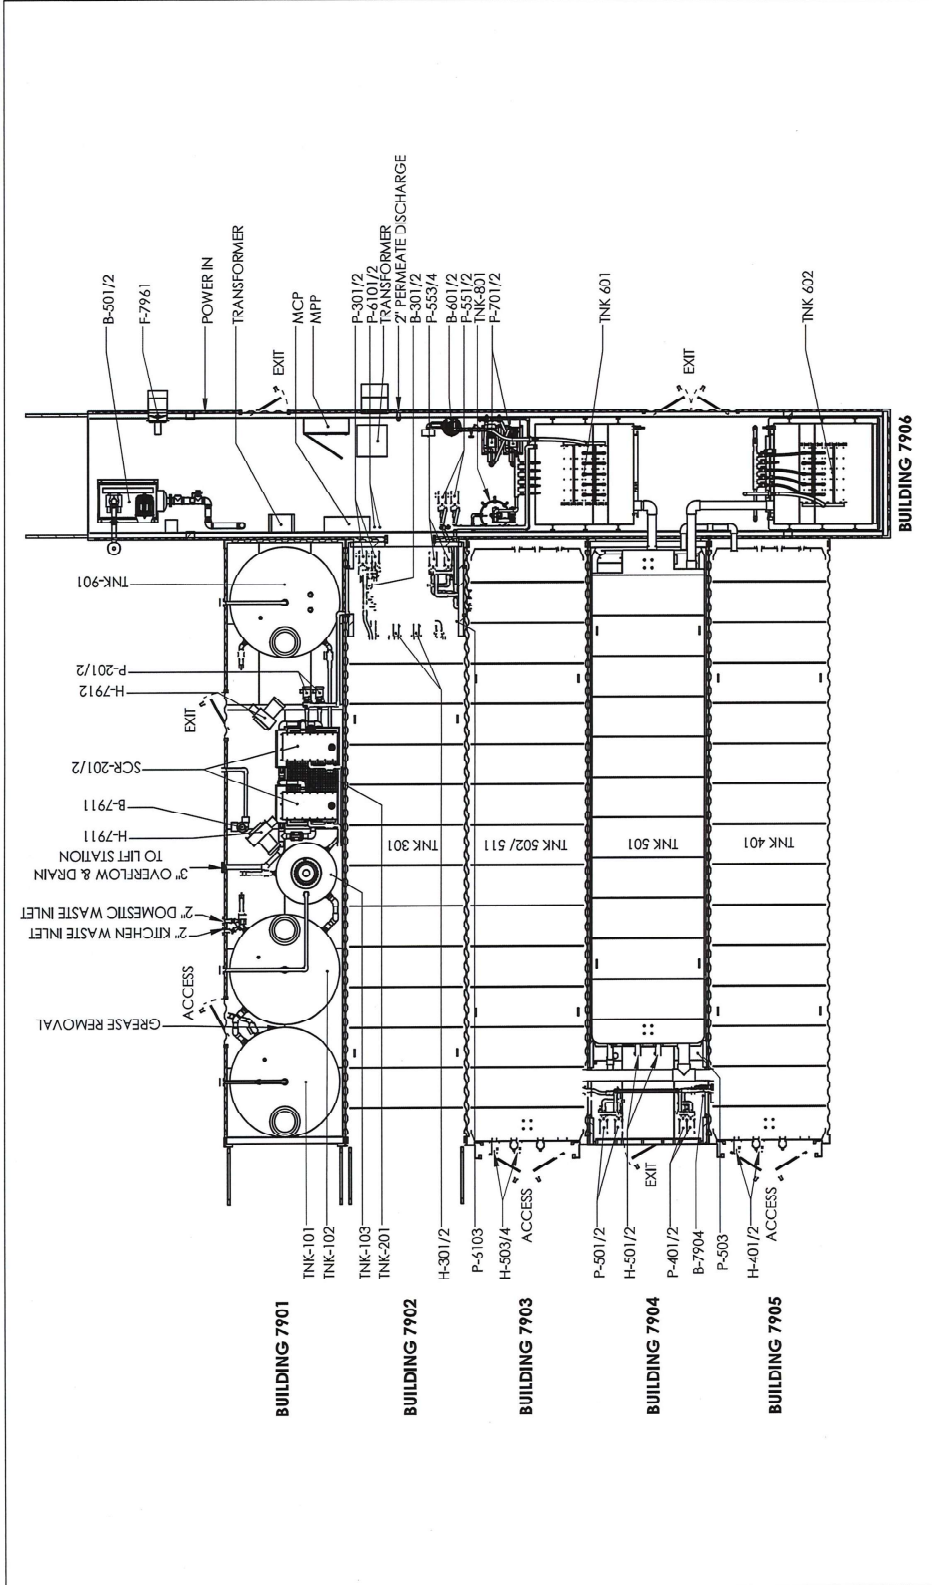 B-501/2
F-7961
POWER IN
TRANSFORMER
EXIT
MCP
MPP
P-301/2
P-6101/2
TRANSFORMER
2" PERMEATE DISCHARGE
B-301/2
P-553/4
B-601/2
P-551/2
TNK-801
P-701/2
TNK 601
EXIT
TNK 602
BUILDING 7906
TNK-901
P-201/2
H-7912
EXIT
SCR-201/2
B-7911
H-7911
3" OVERFLOW & DRAIN
TO LIFT STATION
2" DOMESTIC WASTE INLET
2" KITCHEN WASTE INLET
ACCESS
GREASE REMOVAL
TNK 301
TNK 502/ 511
TNK 501
TNK 401
TNK-101
TNK-102
TNK-103
TNK-201
H-301/2
P-6103
H-503/4
ACCESS
P-501/2
H-501/2
EXIT
P-401/2
B-7904
P-503
H-401/2
ACCESS
BUILDING 7901
BUILDING 7902
BUILDING 7903
BUILDING 7904
BUILDING 7905